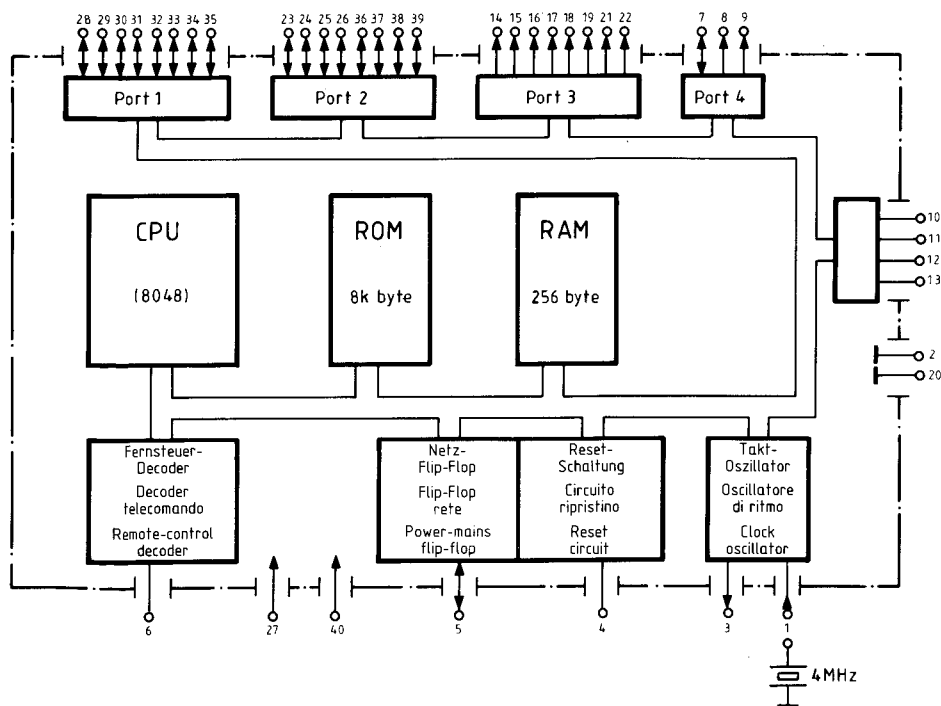 28 29 30 31 32 33 34 35
23 24 25 26 36 37 38 39
14 15 16 17 18 19 21 22
7 8 9
Port 1
Port 2
Port 3
Port 4
CPU
(8048)
ROM
8k byte
RAM
256 byte
10
11
12
13
2
20
Fernsteuer-
Decoder
Decoder
telecomando
Remote-control
decoder
Netz-
Flip-Flop
Flip-Flop
rete
Power-mains
flip-flop
Reset-
Schaltung
Circuito
ripristino
Reset
circuit
Takt-
Oszillator
Oscillatore
di ritmo
Clock
oscillator
6
27
40
5
4
3
1
4MHz